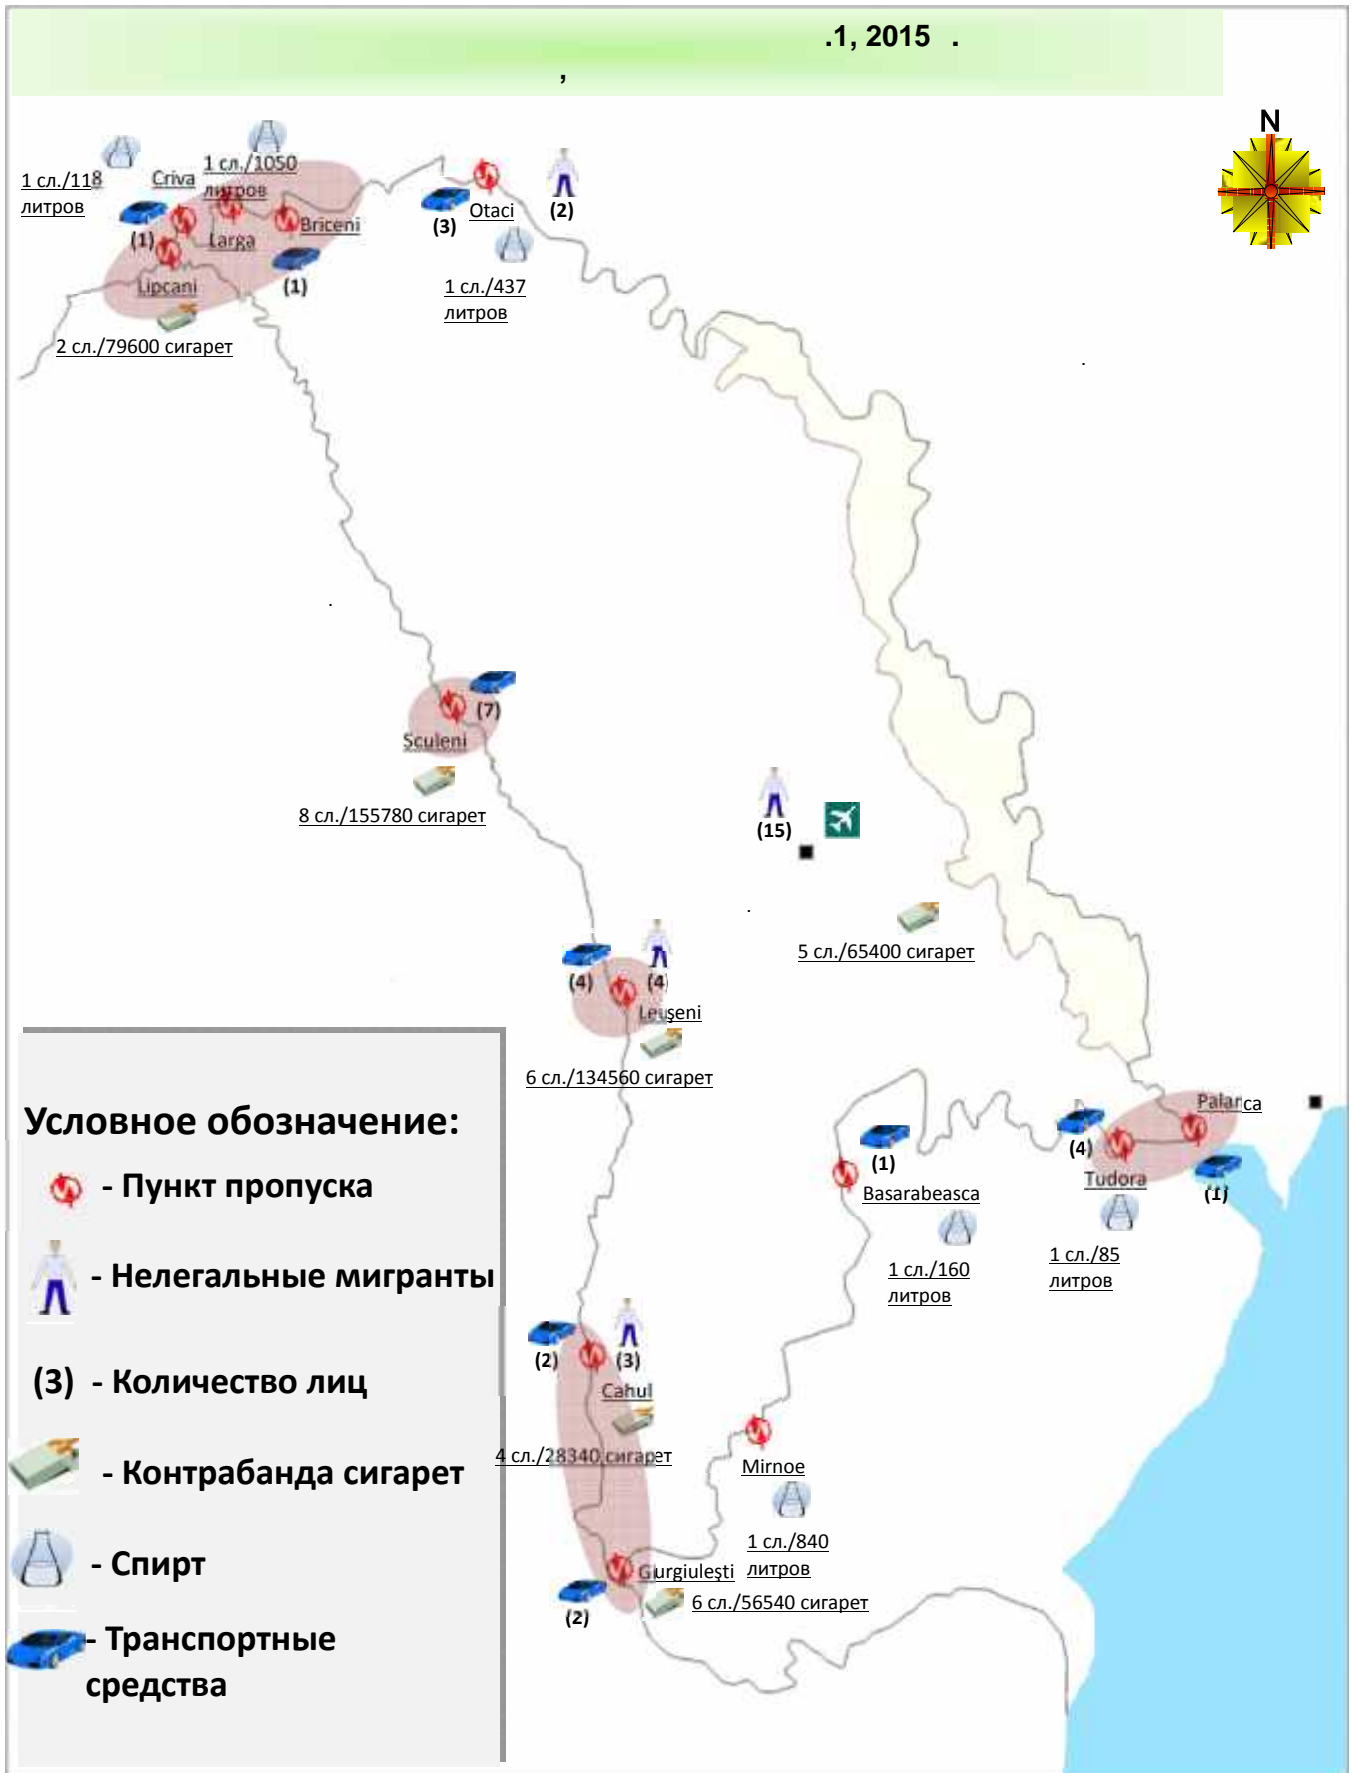 .1, 2015 .
,
N
1 сл./118
литров
Criva
1 сл./1050
литров
(1)
Larga
Briceni
(1)
Lipcani
2 сл./79600 сигарет
(3)
Otaci
(2)
1 сл./437
литров
(7)
Sculeni
8 сл./155780 сигарет
(15)
5 сл./65400 сигарет
(4)
(4)
Leușeni
6 сл./134560 сигарет
Palanca
(4)
Tudora
(1)
1 сл./85
литров
(1)
Basarabeasca
1 сл./160
литров
(2)
(3)
Cahul
4 сл./28340 сигарет
Mirnoe
1 сл./840
литров
Giurgiulești
(2)
6 сл./56540 сигарет
Условное обозначение:
- Пункт пропуска
- Нелегальные мигранты
(3) - Количество лиц
- Контрабанда сигарет
- Спирт
- Транспортные
средства